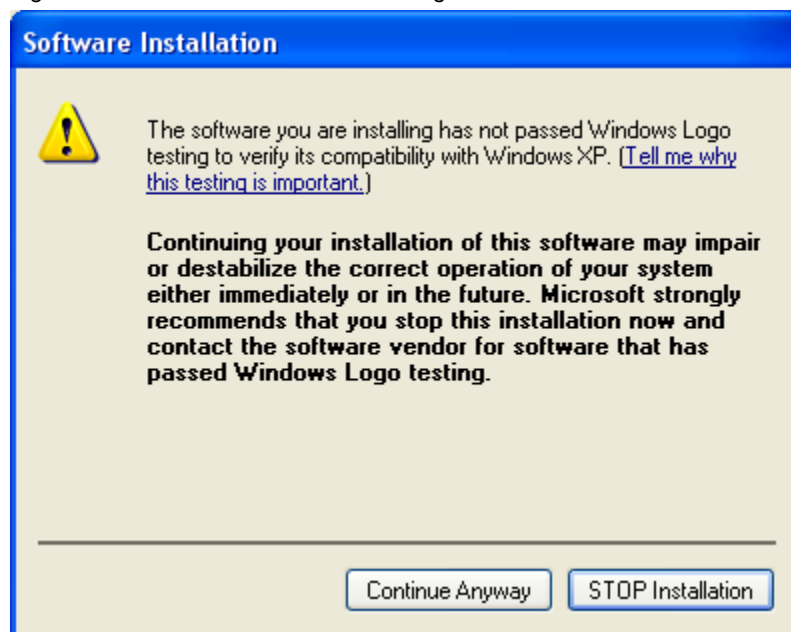 Software Installation
The software you are installing has not passed Windows Logo
testing to verify its compatibility with Windows XP. (Tell me why
this testing is important.)
Continuing your installation of this software may impair
or destabilize the correct operation of your system
either immediately or in the future. Microsoft strongly
recommends that you stop this installation now and
contact the software vendor for software that has
passed Windows Logo testing.
Continue Anyway STOP Installation